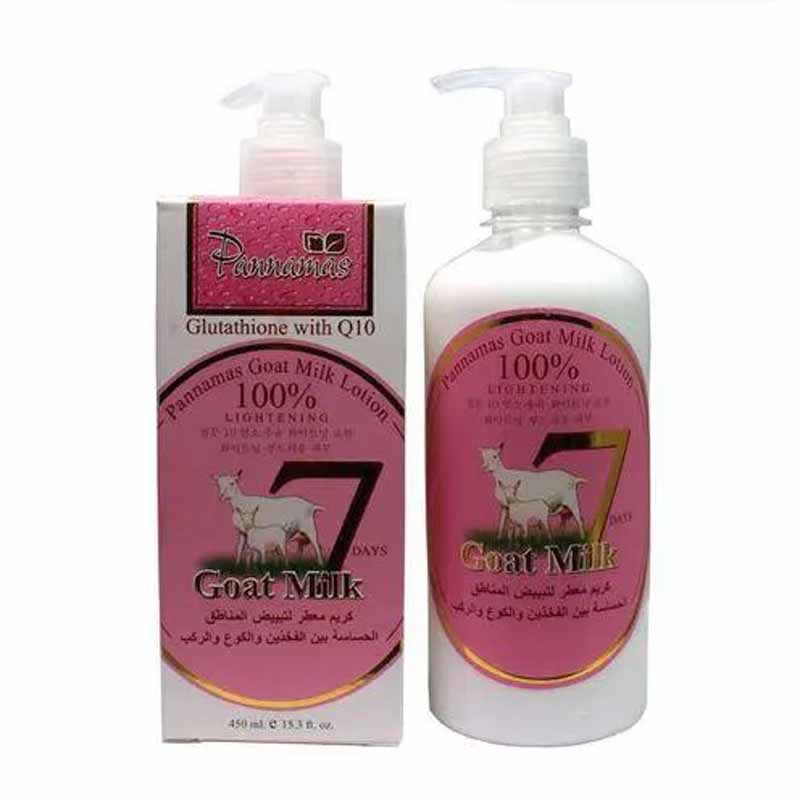 Pannamas
Glutathione with Q10
Pannamas Goat Milk Lotion
100%
LIGHTENING
7
DAYS
Goat Milk
كريم معطر لتبييض المناطق
الحساسة بين الفخذين والكوع والركب
450 ml. e 15.3 fl. oz.
Pannamas Goat Milk Lotion
100%
LIGHTENING
7
DAYS
Goat Milk
كريم معطر لتبييض المناطق
الحساسة بين الفخذين والكوع والركب